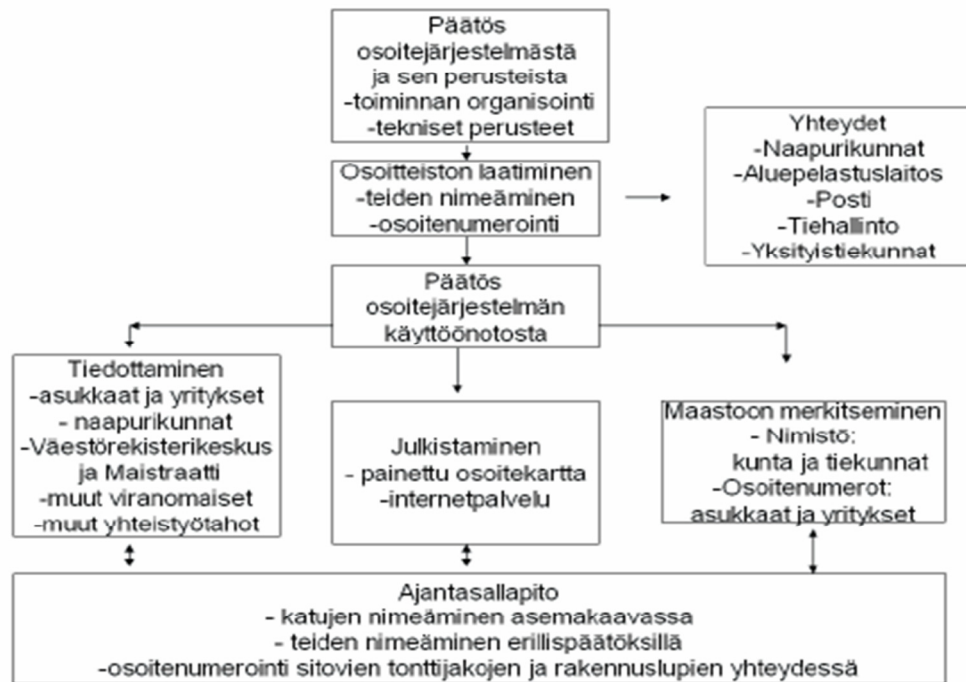 Päätös
osoitejärjestelmästä
ja sen perusteista
-toiminnan organisointi
-tekniset perusteet
Yhteydet
-Naapurikunnat
-Aluepelastuslaitos
-Posti
-Tiehallinto
-Yksityistiekunnat
Osoitteiston laatiminen
-teiden nimeäminen
-osoitenumerointi
Päätös
osoitejärjestelmän
käyttöönotosta
Tiedottaminen
-asukkaat ja yritykset
- naapurikunnat
-Väestörekisterikeskus
ja Maistraatti
-muut viranomaiset
-muut yhteistyötahot
Julkistaminen
- painettu osoitekartta
-internetpalvelu
Maastoon merkitseminen
- Nimistö:
kunta ja tiekunnat
-Osoitenumerot:
asukkaat ja yritykset
Ajantasallapito
- katujen nimeäminen asemakaavassa
- teiden nimeäminen erillispäätöksillä
-osoitenumerointi sitovien tonttijakojen ja rakennuslupien yhteydessä